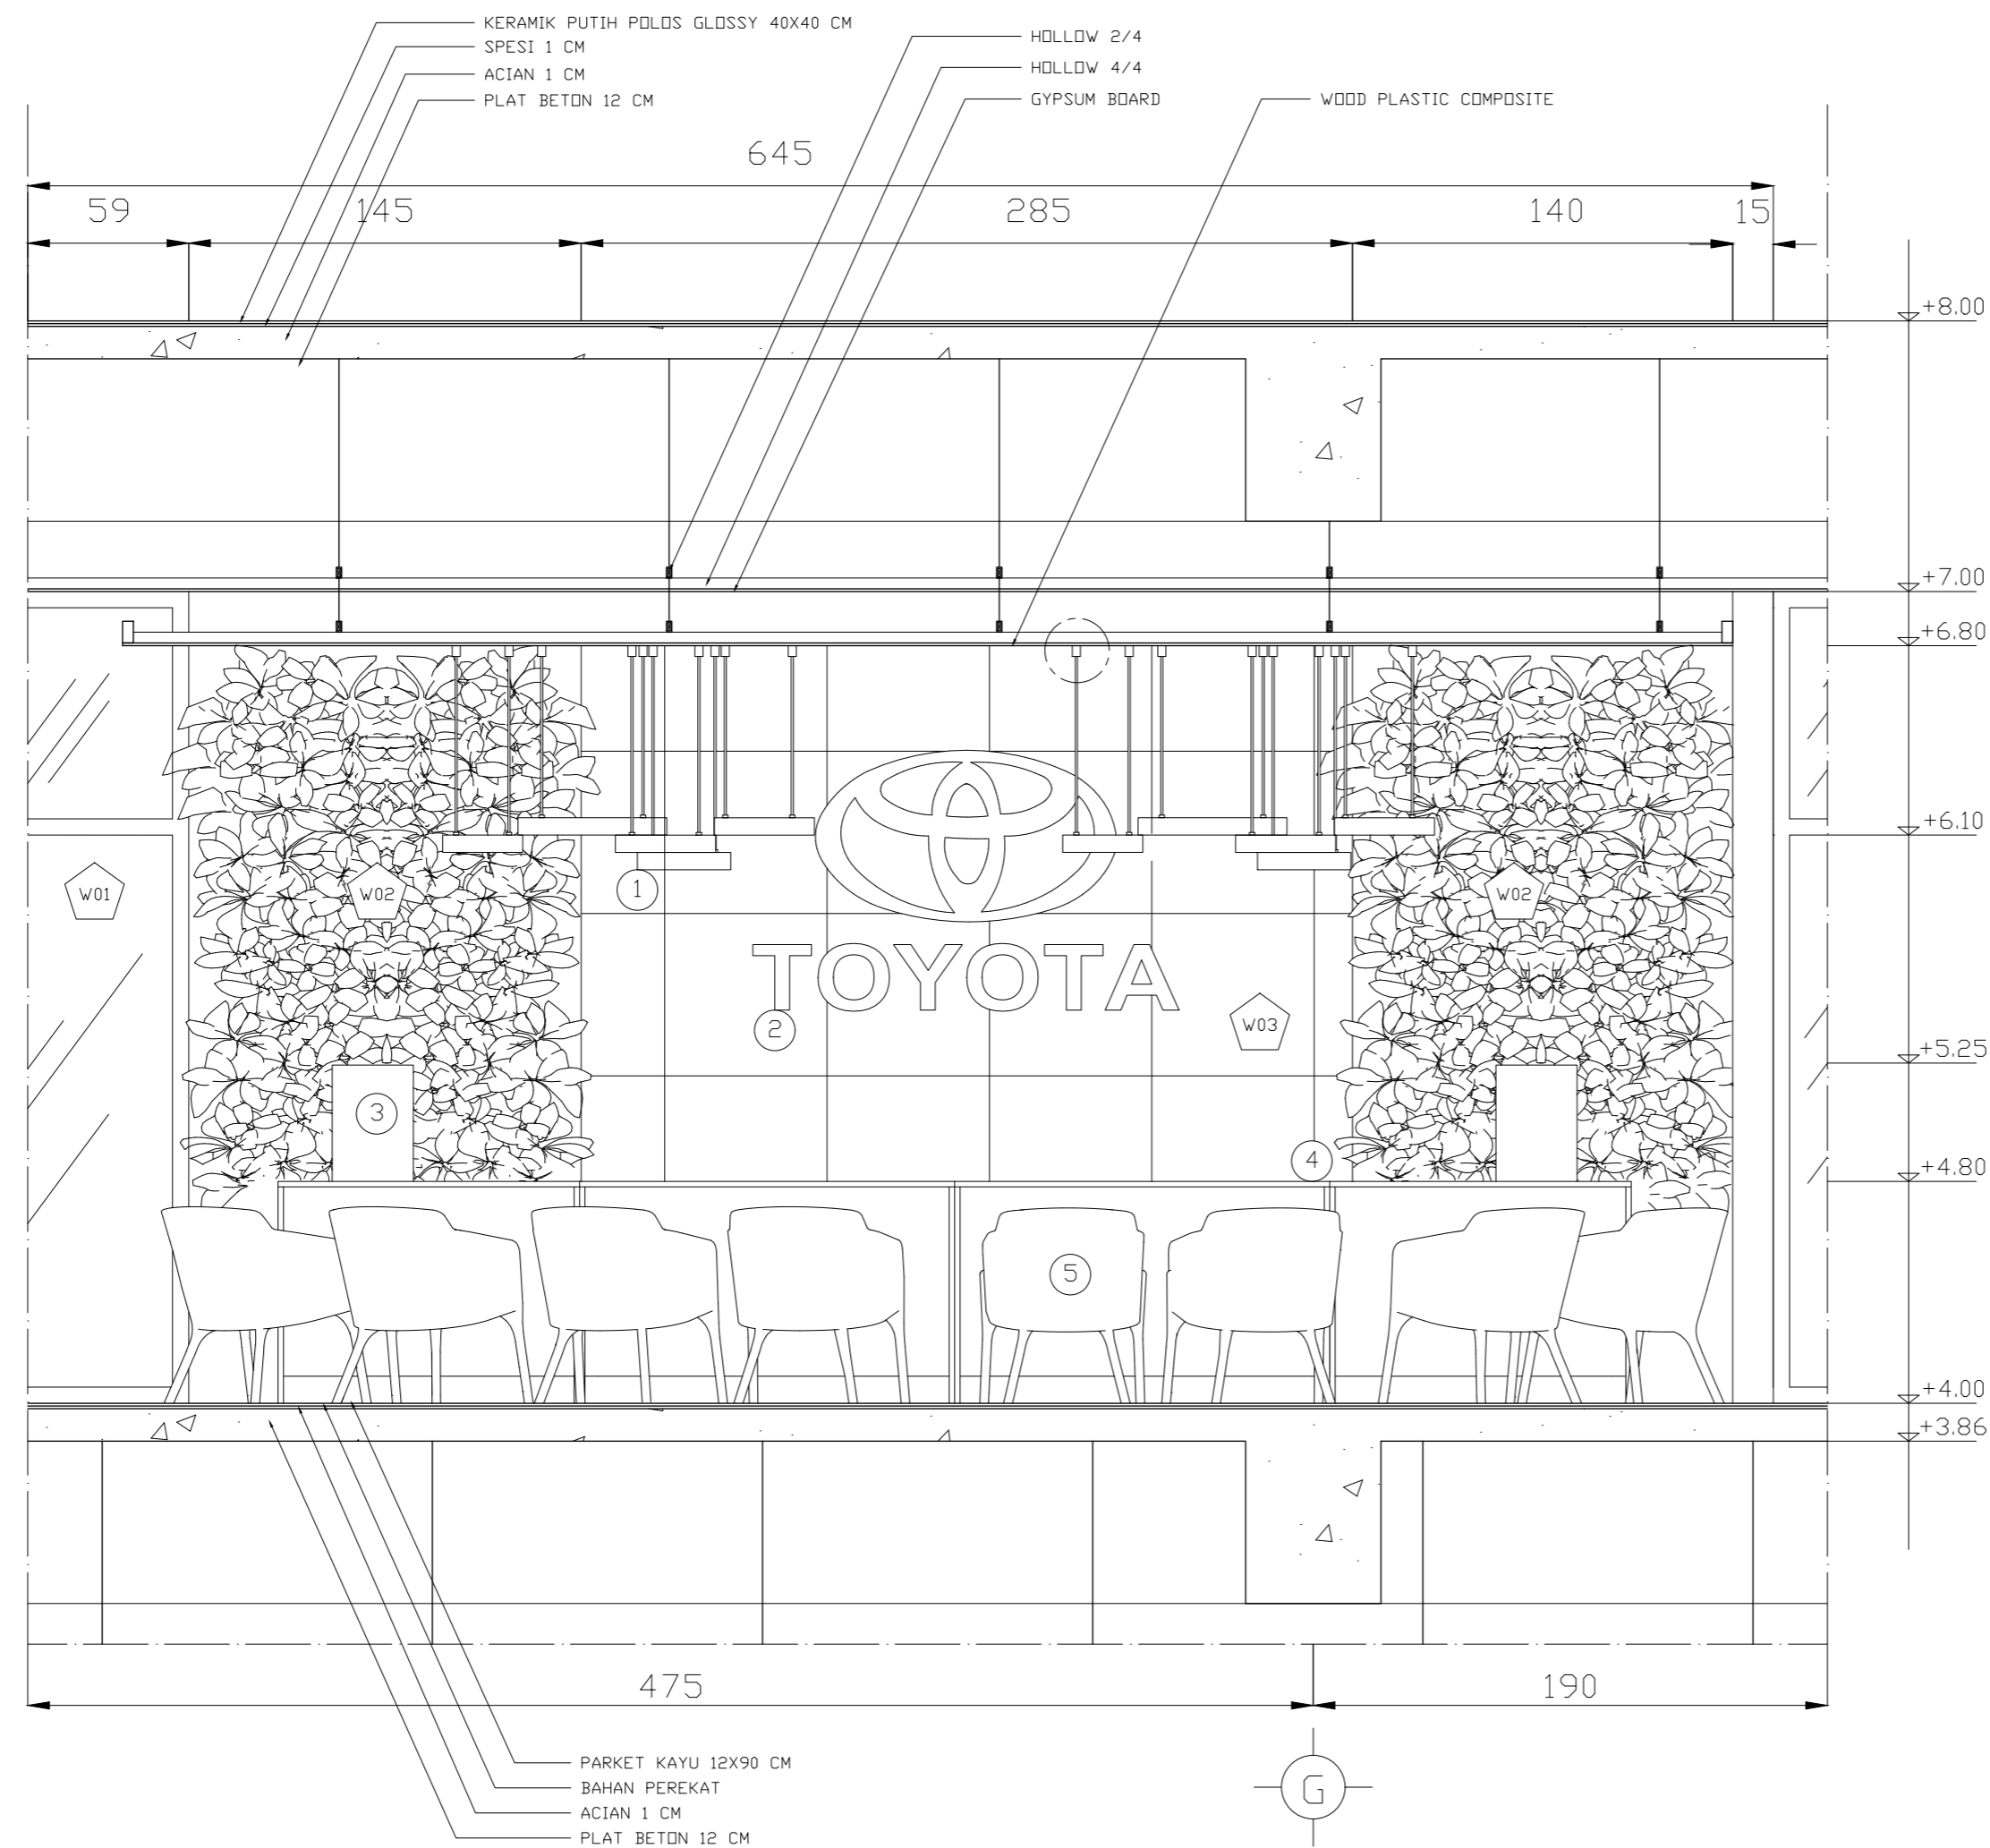 KERAMIK PUTIH POLOS GLOSSY 40X40 CM
SPESI 1 CM
ACIAN 1 CM
PLAT BETON 12 CM
HOLLOW 2/4
HOLLOW 4/4
GYPSUM BOARD
WOOD PLASTIC COMPOSITE
645
59 145 285 140 15
+8.00
+7.00
+6.80
+6.10
W01 W02 1 W02
TOYOTA
2 W03
+5.25
3
4
+4.80
5
+4.00
+3.86
475 190
PARKET KAYU 12X90 CM
BAHAN PEREKAT
ACIAN 1 CM
PLAT BETON 12 CM
G